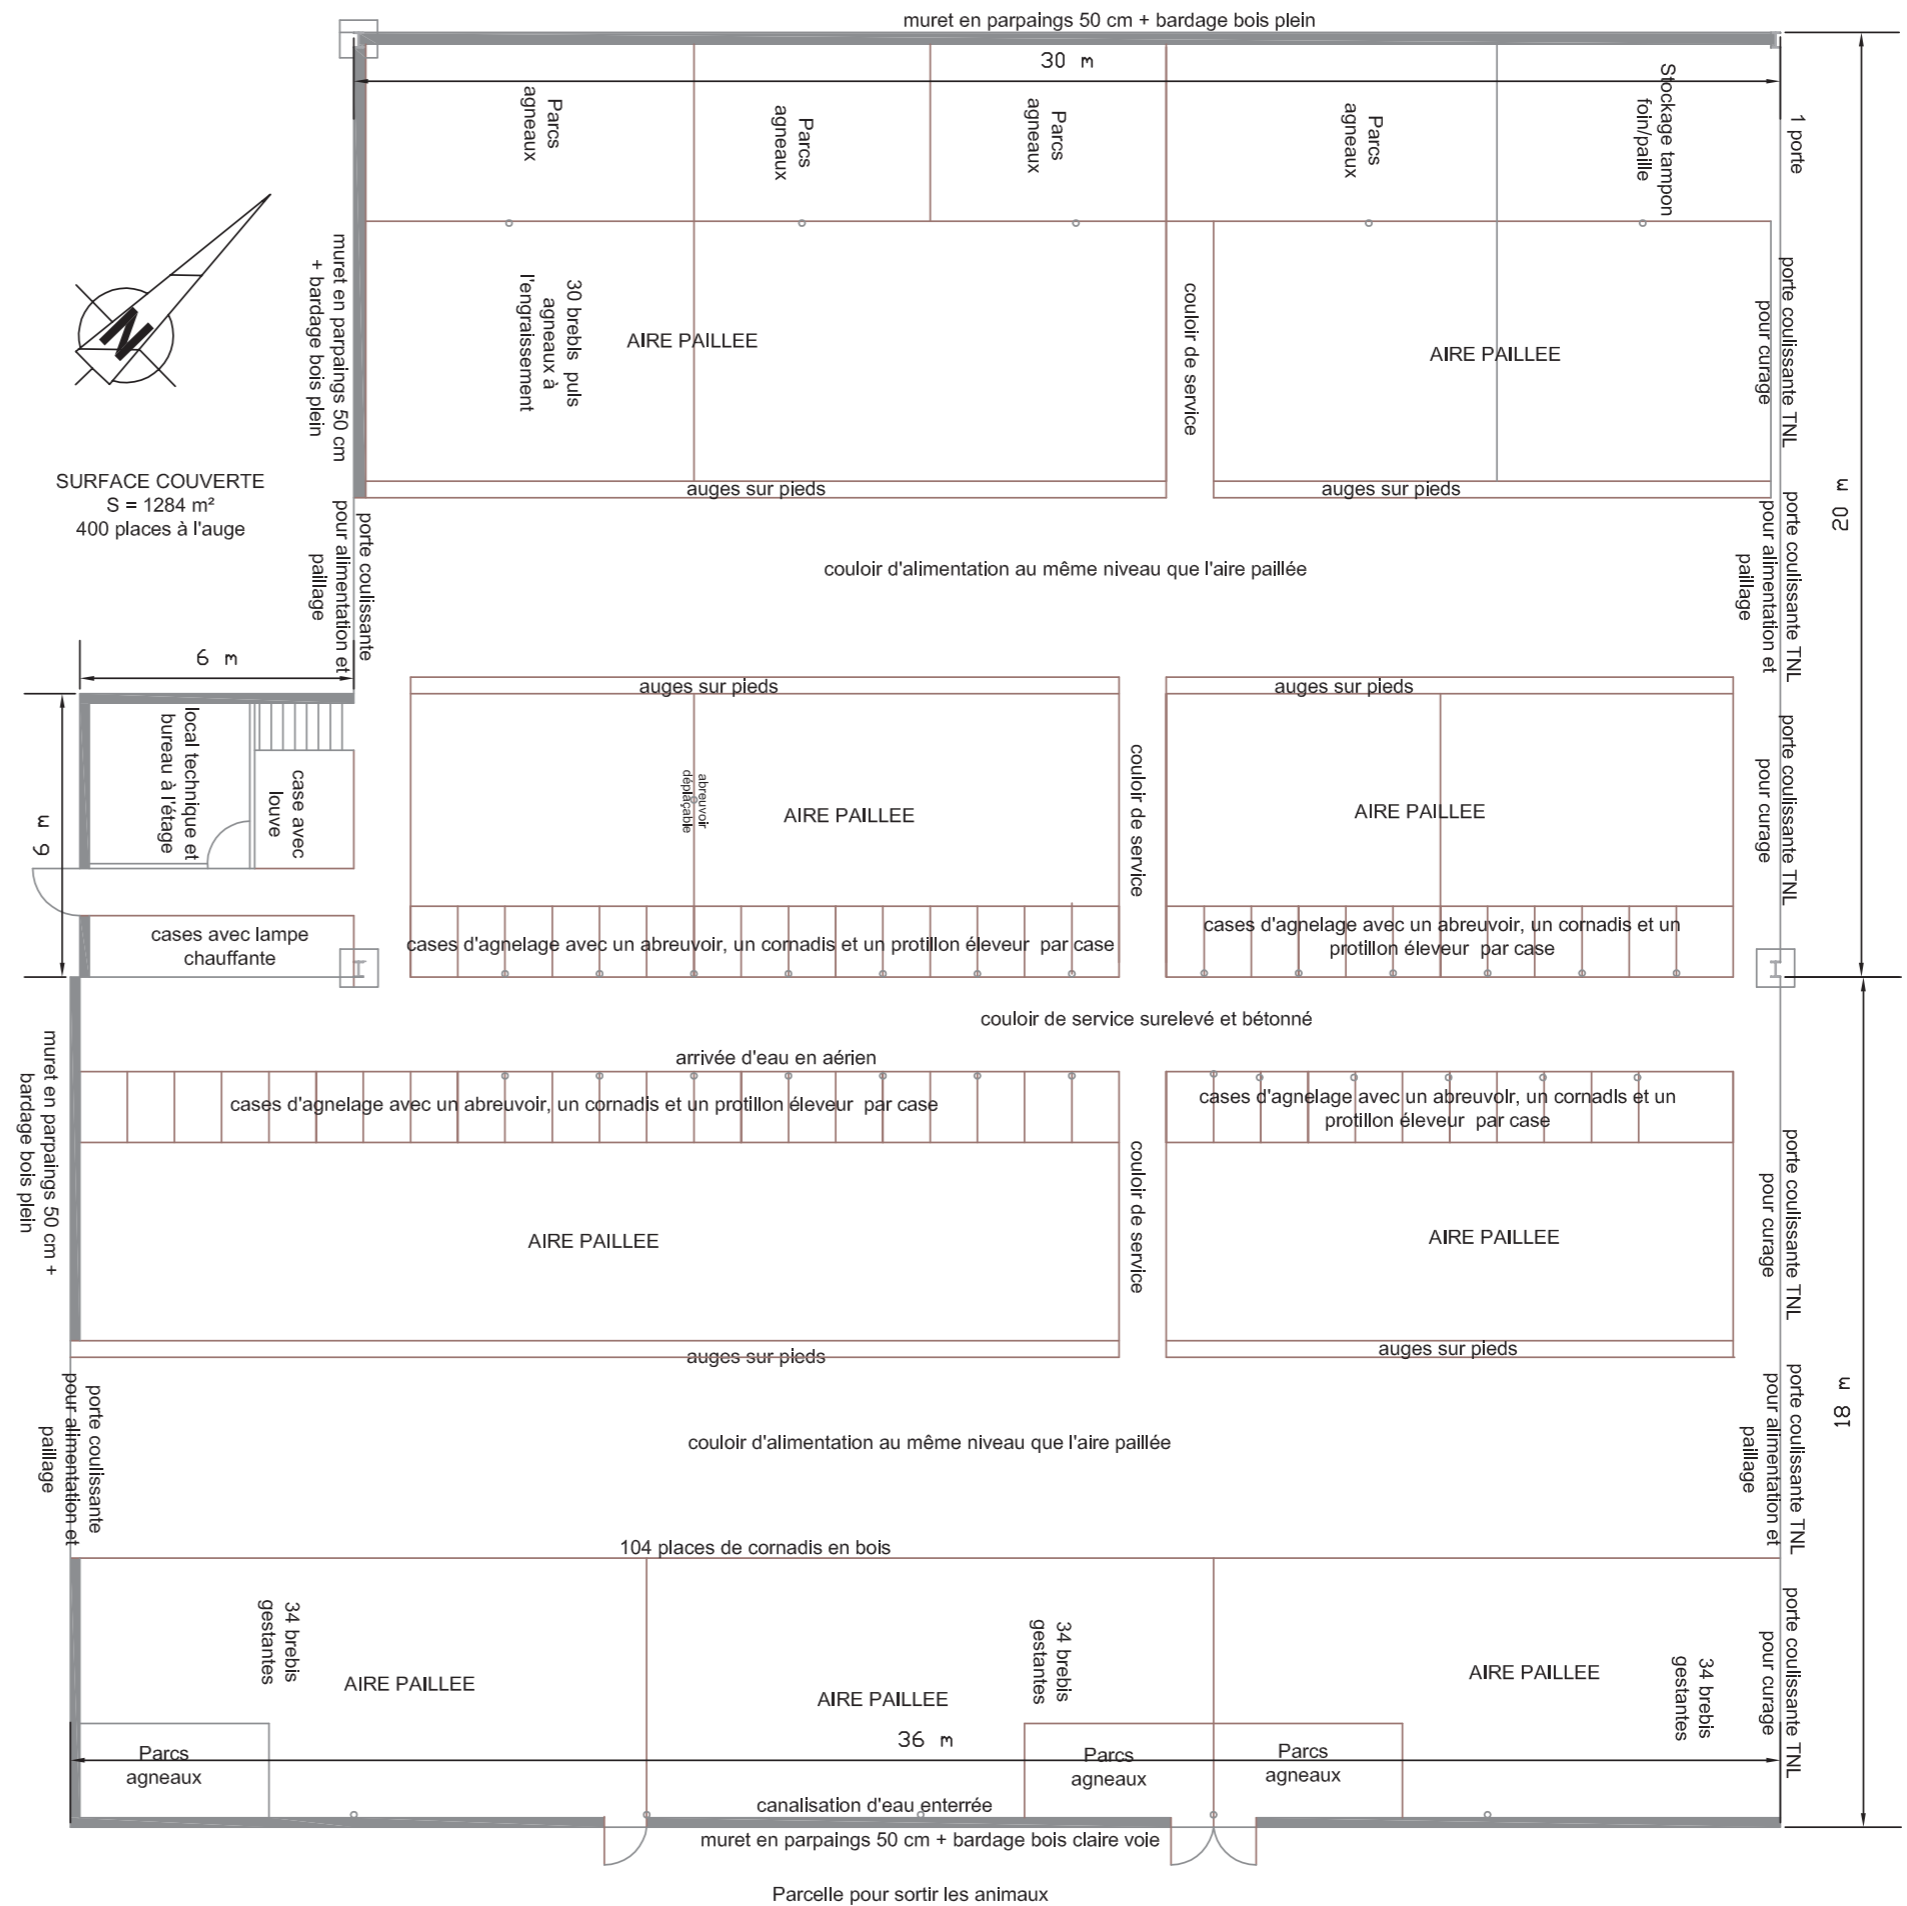 muret en parpaings 50 cm + bardage bois plein
30 m
Parcs
agneaux
Parcs
agneaux
Parcs
agneaux
Parcs
agneaux
Stockage tampon
foin/paille
1 porte
N
muret en parpaings 50 cm
+ bardage bois plein
30 brebIs puls
agneaux à
l'engraissement
AIRE PAILLEE
couloir de service
AIRE PAILLEE
porte coulissante TNL
pour curage
SURFACE COUVERTE
S = 1284 m²
400 places à l'auge
auges sur pieds
auges sur pieds
20 m
porte coulissante
pour alimentation et
paillage
couloir d'alimentation au même niveau que l'aire paillée
porte coulissante TNL
pour alimentation et
paillage
6 m
auges sur pieds
auges sur pieds
local technique et
bureau à l'étage
case avec
louve
6 m
abreuvoir
déplaçable
AIRE PAILLEE
couloir de service
AIRE PAILLEE
porte coulissante TNL
pour curage
cases avec lampe
chauffante
cases d'agnelage avec un abreuvoir, un cornadis et un protillon éleveur par case
cases d'agnelage avec un abreuvoir, un cornadis et un
protillon éleveur par case
couloir de service surelevé et bétonné
muret en parpaings 50 cm +
bardage bois plein
arrivée d'eau en aérien
cases d'agnelage avec un abreuvoir, un cornadis et un protillon éleveur par case
cases d'agnelage avec un abreuvoIr, un cornadIs et un
protillon éleveur par case
AIRE PAILLEE
couloir de service
AIRE PAILLEE
porte coulissante TNL
pour curage
auges sur pieds
auges sur pieds
18 m
porte coulissante
pour alimentation et
paillage
couloir d'alimentation au même niveau que l'aire paillée
porte coulissante TNL
pour alimentation et
paillage
104 places de cornadis en bois
34 brebis
gestantes
AIRE PAILLEE
34 brebis
gestantes
AIRE PAILLEE
AIRE PAILLEE
34 brebis
gestantes
porte coulissante TNL
pour curage
36 m
Parcs
agneaux
Parcs
agneaux
Parcs
agneaux
canalisation d'eau enterrée
muret en parpaings 50 cm + bardage bois claire voie
Parcelle pour sortir les animaux